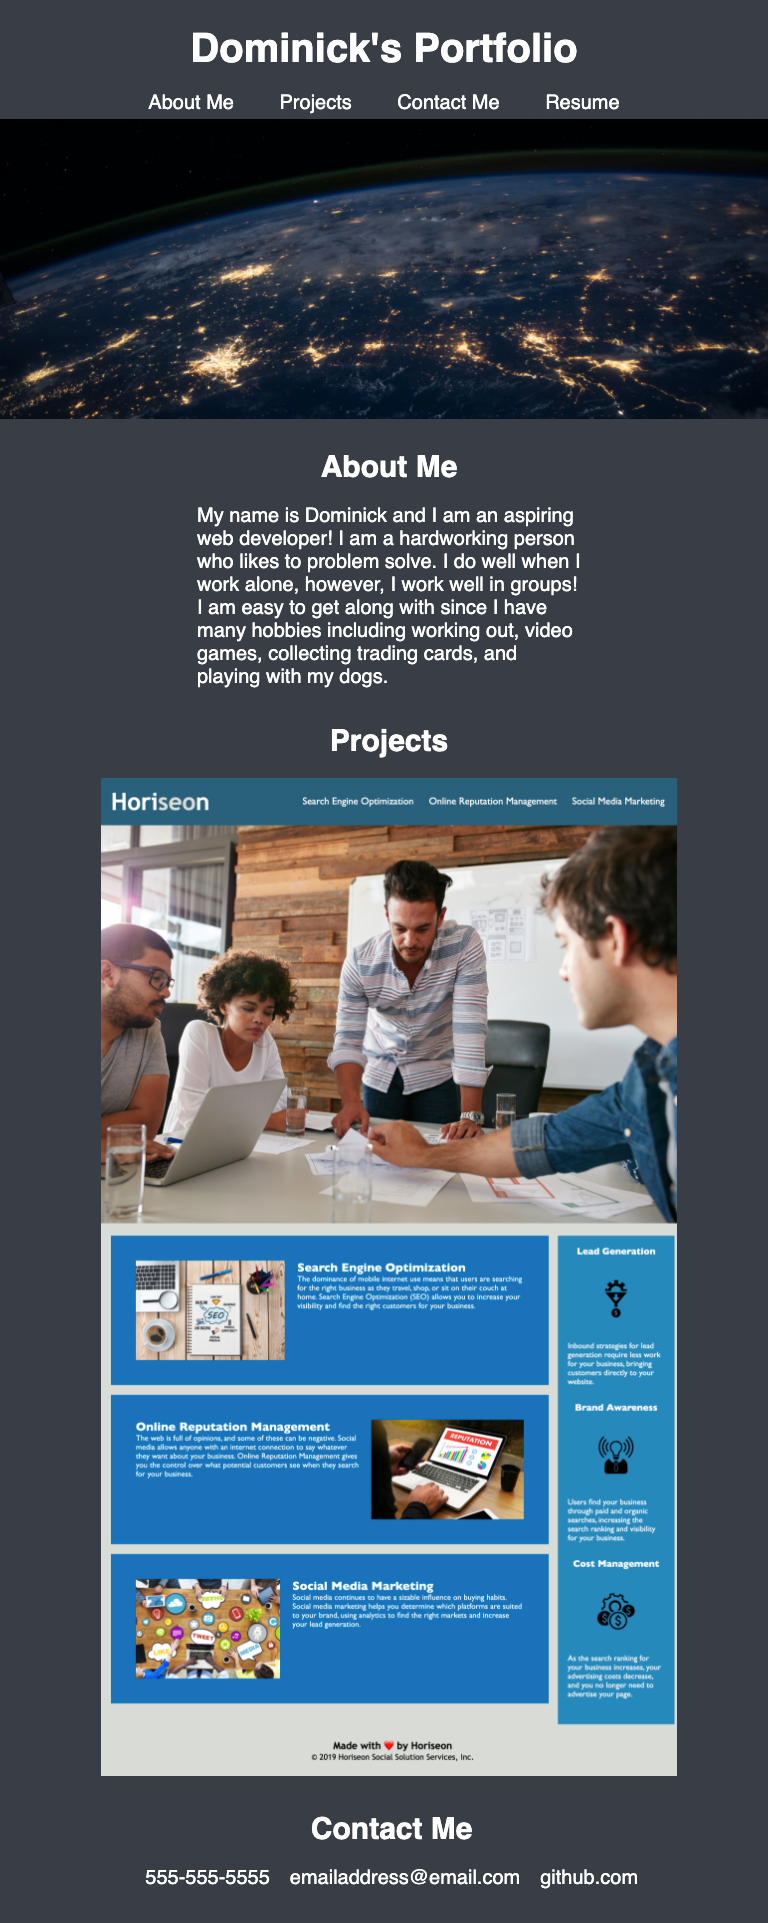 Dominick's Portfolio
About Me Projects Contact Me Resume
About Me
My name is Dominick and I am an aspiring
web developer! I am a hardworking person
who likes to problem solve. I do well when I
work alone, however, I work well in groups!
I am easy to get along with since I have
many hobbies including working out, video
games, collecting trading cards, and
playing with my dogs.
Projects
Horiseon
Search Engine Optimization Online Reputation Management Social Media Marketing
SEO
Search Engine Optimization
The dominance of mobile internet use means that users are searching
for the right business as they travel, shop, or sit on their couch at
home. Search Engine Optimization (SEO) allows you to increase your
visibility and find the right customers for your business.
Online Reputation Management
The web is full of opinions, and some of these can be negative. Social
media allows anyone with an internet connection to say whatever
they want about your business. Online Reputation Management gives
you the control over what potential customers see when they search
for your business.
REPUTATION
TWEET
LIKE
MEDIA
Social Media Marketing
Social media continues to have a sizable influence on buying habits.
Social media marketing helps you determine which platforms are suited
to your brand, using analytics to find the right markets and increase
your lead generation.
Lead Generation
Inbound strategies for lead
generation require less work
for your business, bringing
customers directly to your
website.
Brand Awareness
Users find your business
through paid and organic
searches, increasing the
search ranking and visibility
for your business.
Cost Management
As the search ranking for
your business increases, your
advertising costs decrease,
and you no longer need to
advertise your page.
Made with ❤️ by Horiseon
© 2019 Horiseon Social Solution Services, Inc.
Contact Me
555-555-5555 emailaddress@email.com github.com